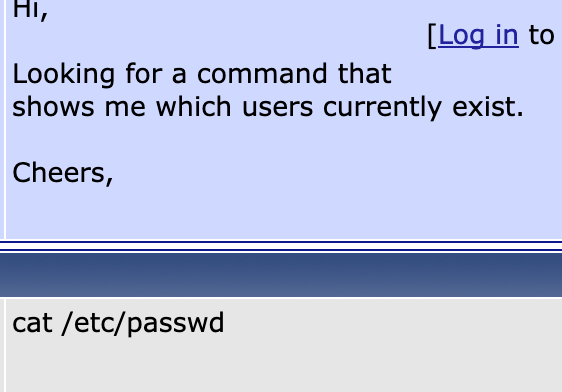 Hi,
[Log in to
Looking for a command that
shows me which users currently exist.
Cheers,
cat /etc/passwd